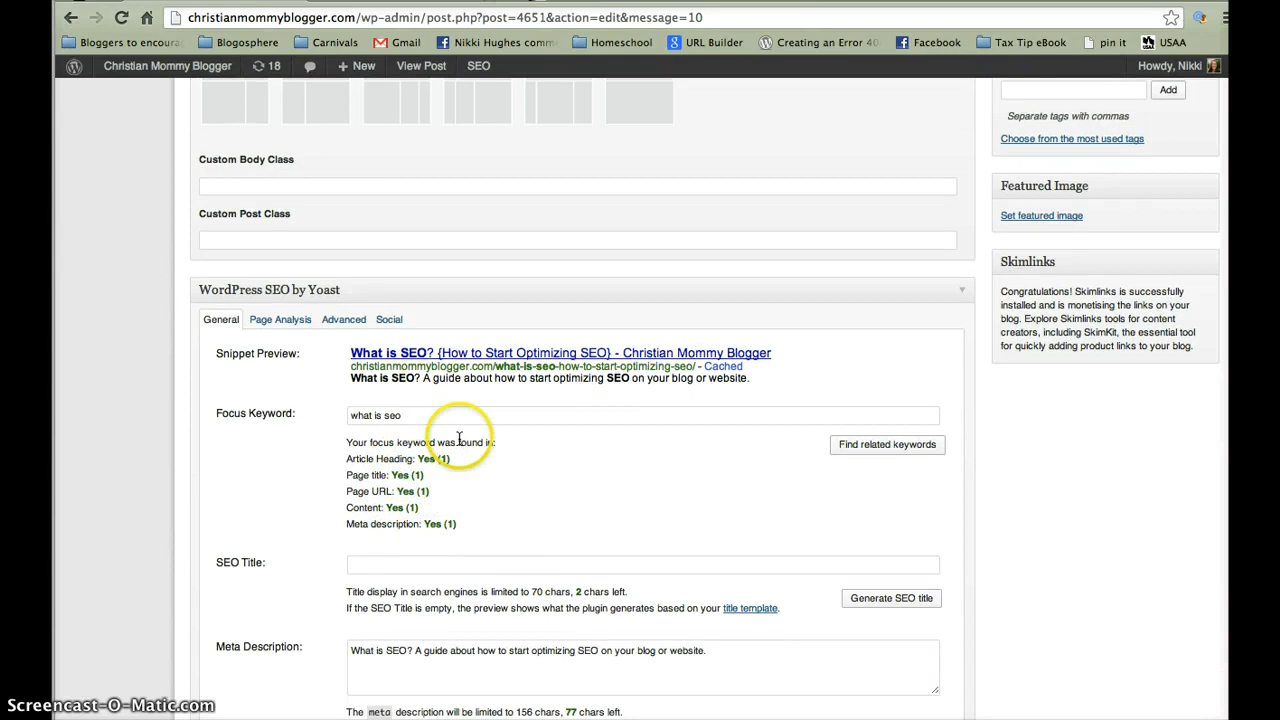 christianmommyblogger.com/wp-admin/post.php?post=4651&action=edit&message=10
Bloggers to encoura Blogosphere Carnivals Gmail Nikki Hughes comme Homeschool URL Builder Creating an Error 40 Facebook Tax Tip eBook pin it USAA
Christian Mommy Blogger 18 + New View Post SEO Howdy, Nikki
Add
Separate tags with commas
Choose from the most used tags
Custom Body Class
Custom Post Class
Featured Image
Set featured image
Skimlinks
Congratulations! Skimlinks is successfully
installed and is monetising the links on your
blog. Explore Skimlinks tools for content
creators, including SkimKit, the essential tool
for quickly adding product links to your blog.
WordPress SEO by Yoast
General Page Analysis Advanced Social
Snippet Preview: What is SEO? {How to Start Optimizing SEO} - Christian Mommy Blogger
christianmommyblogger.com/what-is-seo-how-to-start-optimizing-seo/ - Cached
What is SEO? A guide about how to start optimizing SEO on your blog or website.
Focus Keyword: what is seo
Your focus keyword was found in: Find related keywords
Article Heading: Yes (1)
Page title: Yes (1)
Page URL: Yes (1)
Content: Yes (1)
Meta description: Yes (1)
SEO Title:
Title display in search engines is limited to 70 chars, 2 chars left.
If the SEO Title is empty, the preview shows what the plugin generates based on your title template. Generate SEO title
Meta Description: What is SEO? A guide about how to start optimizing SEO on your blog or website.
The meta description will be limited to 156 chars, 77 chars left.
Screencast-O-Matic.com